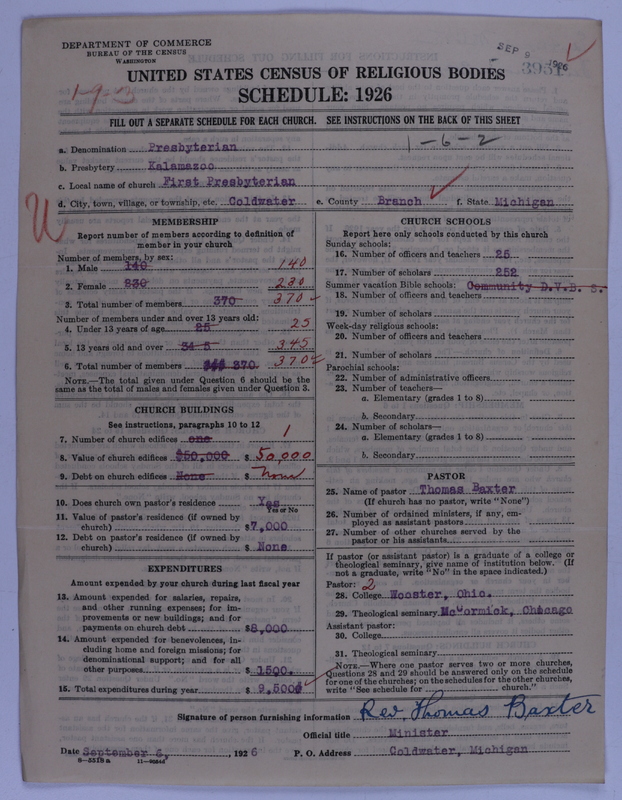 DEPARTMENT OF COMMERCE
BUREAU OF THE CENSUS
WASHINGTON
SEP 9 1926
3951
1-9-3
UNITED STATES CENSUS OF RELIGIOUS BODIES
SCHEDULE: 1926
FILL OUT A SEPARATE SCHEDULE FOR EACH CHURCH. SEE INSTRUCTIONS ON THE BACK OF THIS SHEET
1-6-2
a. Denomination Presbyterian
b. Presbytery Kalamazoo
c. Local name of church First Presbyterian
d. City, town, village, or township, etc. Coldwater e. County Branch f. State Michigan
MEMBERSHIP
Report number of members according to definition of
member in your church
Number of members, by sex:
1. Male 140 140
2. Female 230 230
3. Total number of members 370 370
Number of members under and over 13 years old:
4. Under 13 years of age 25 25
5. 13 years old and over 34 5 345
6. Total number of members 370 370
NOTE.—The total given under Question 6 should be the
same as the total of males and females given under Question 3.
CHURCH BUILDINGS
See instructions, paragraphs 10 to 12
7. Number of church edifices one 1
8. Value of church edifices $50,000 $50,000
9. Debt on church edifices None $ None
10. Does church own pastor's residence Yes
Yes or No
11. Value of pastor's residence (if owned by
church) $7,000
12. Debt on pastor's residence (if owned by
church) $ None
EXPENDITURES
Amount expended by your church during last fiscal year
13. Amount expended for salaries, repairs,
and other running expenses; for im-
provements or new buildings; and for
payments on church debt $8,000
14. Amount expended for benevolences, in-
cluding home and foreign missions; for
denominational support; and for all
other purposes $ 1500.
15. Total expenditures during year $ 9,500
CHURCH SCHOOLS
Report here only schools conducted by this church
Sunday schools:
16. Number of officers and teachers 25
17. Number of scholars 252
Summer vacation Bible schools: Community D.V.B. S.
18. Number of officers and teachers
19. Number of scholars
Week-day religious schools:
20. Number of officers and teachers
21. Number of scholars
Parochial schools:
22. Number of administrative officers
23. Number of teachers—
a. Elementary (grades 1 to 8)
b. Secondary
24. Number of scholars—
a. Elementary (grades 1 to 8)
b. Secondary
PASTOR
25. Name of pastor Thomas Baxter
(If church has no pastor, write "None")
26. Number of ordained ministers, if any, em-
ployed as assistant pastors
27. Number of other churches served by the
pastor or his assistants
If pastor (or assistant pastor) is a graduate of a college or
theological seminary, give name of institution below. (If
not a graduate, write "No" in the space indicated.)
Pastor: 2
28. College Wooster, Ohio.
29. Theological seminary McCormick, Chicago
Assistant pastor:
30. College
31. Theological seminary
NOTE.—Where one pastor serves two or more churches,
Questions 28 and 29 should be answered only on the schedule
for one of the churches; on the schedules for the other churches,
write "See schedule for church."
Signature of person furnishing information Rev. Thomas Baxter
Official title Minister
Date September 6, 1926 P. O. Address Coldwater, Michigan
8-5518a